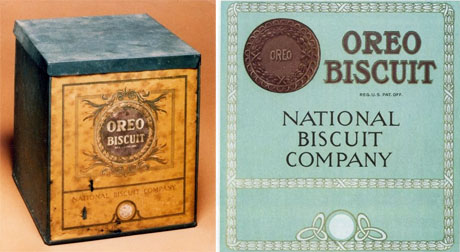 OREO
BISCUIT
NATIONAL BISCUIT COMPANY
OREO
OREO
BISCUIT
REG. U.S. PAT. OFF.
NATIONAL
BISCUIT
COMPANY